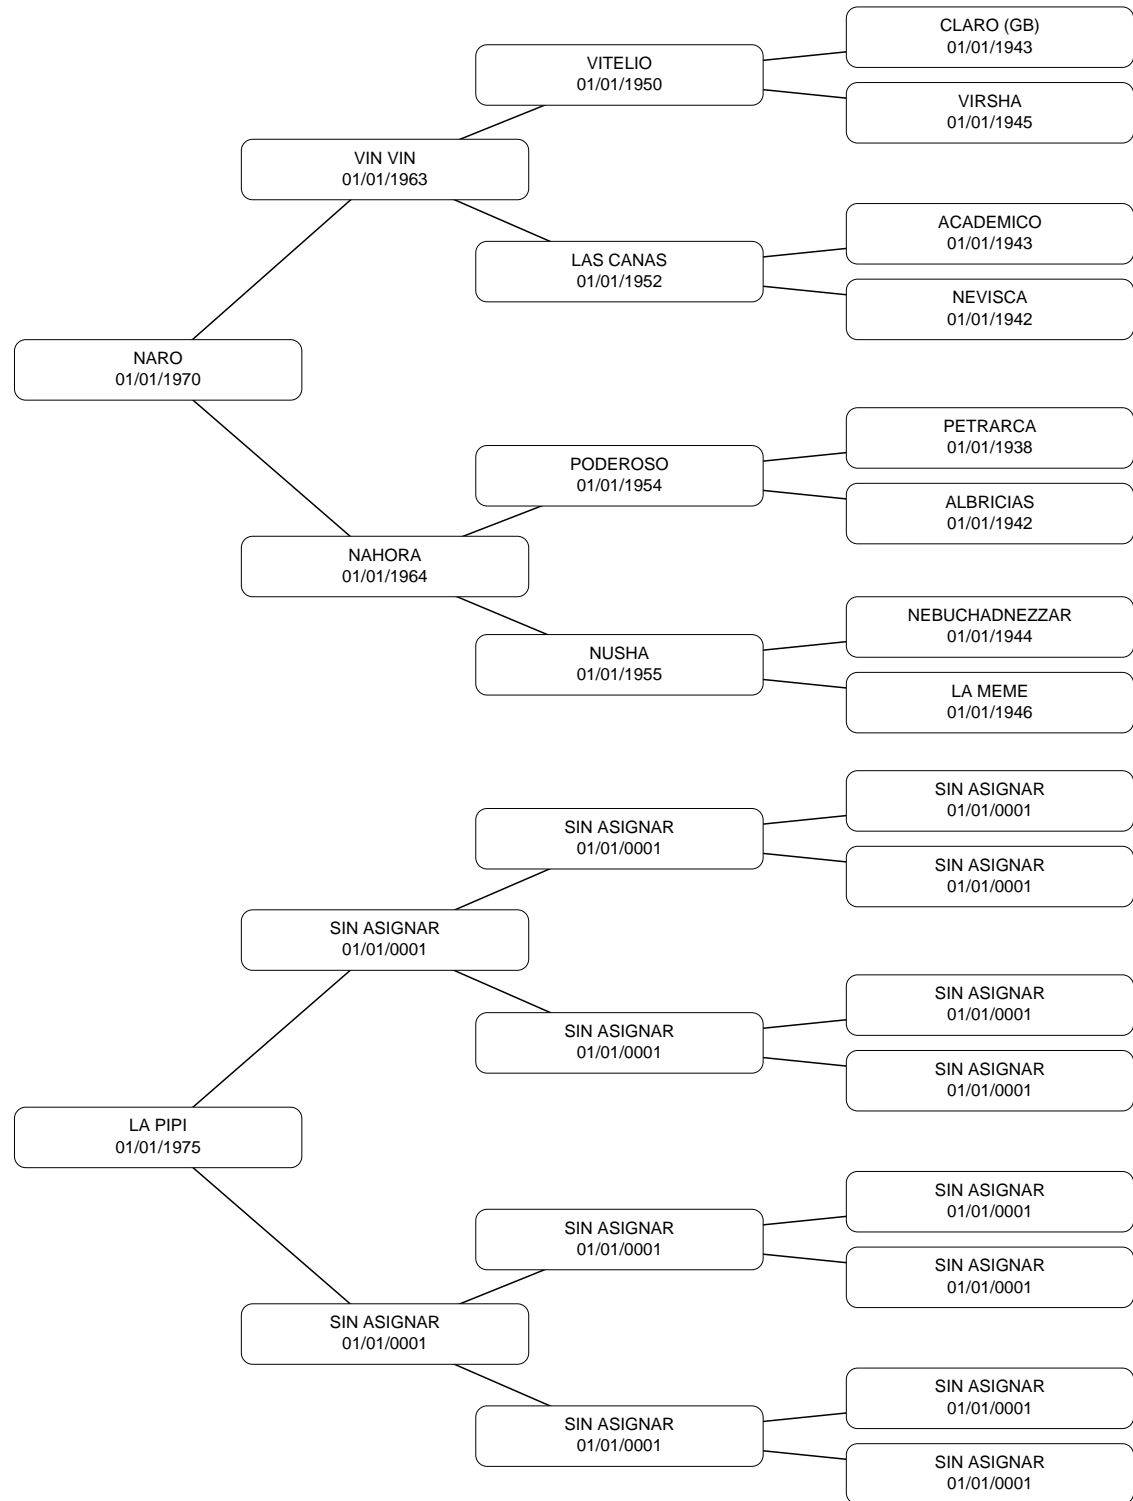 CLARO (GB)
01/01/1943
VITELIO
01/01/1950
VIRSHA
01/01/1945
VIN VIN
01/01/1963
ACADEMICO
01/01/1943
LAS CANAS
01/01/1952
NEVISCA
01/01/1942
NARO
01/01/1970
PETRARCA
01/01/1938
PODEROSO
01/01/1954
ALBRICIAS
01/01/1942
NAHORA
01/01/1964
NEBUCHADNEZZAR
01/01/1944
NUSHA
01/01/1955
LA MEME
01/01/1946
SIN ASIGNAR
01/01/0001
SIN ASIGNAR
01/01/0001
SIN ASIGNAR
01/01/0001
SIN ASIGNAR
01/01/0001
SIN ASIGNAR
01/01/0001
SIN ASIGNAR
01/01/0001
SIN ASIGNAR
01/01/0001
LA PIPI
01/01/1975
SIN ASIGNAR
01/01/0001
SIN ASIGNAR
01/01/0001
SIN ASIGNAR
01/01/0001
SIN ASIGNAR
01/01/0001
SIN ASIGNAR
01/01/0001
SIN ASIGNAR
01/01/0001
SIN ASIGNAR
01/01/0001